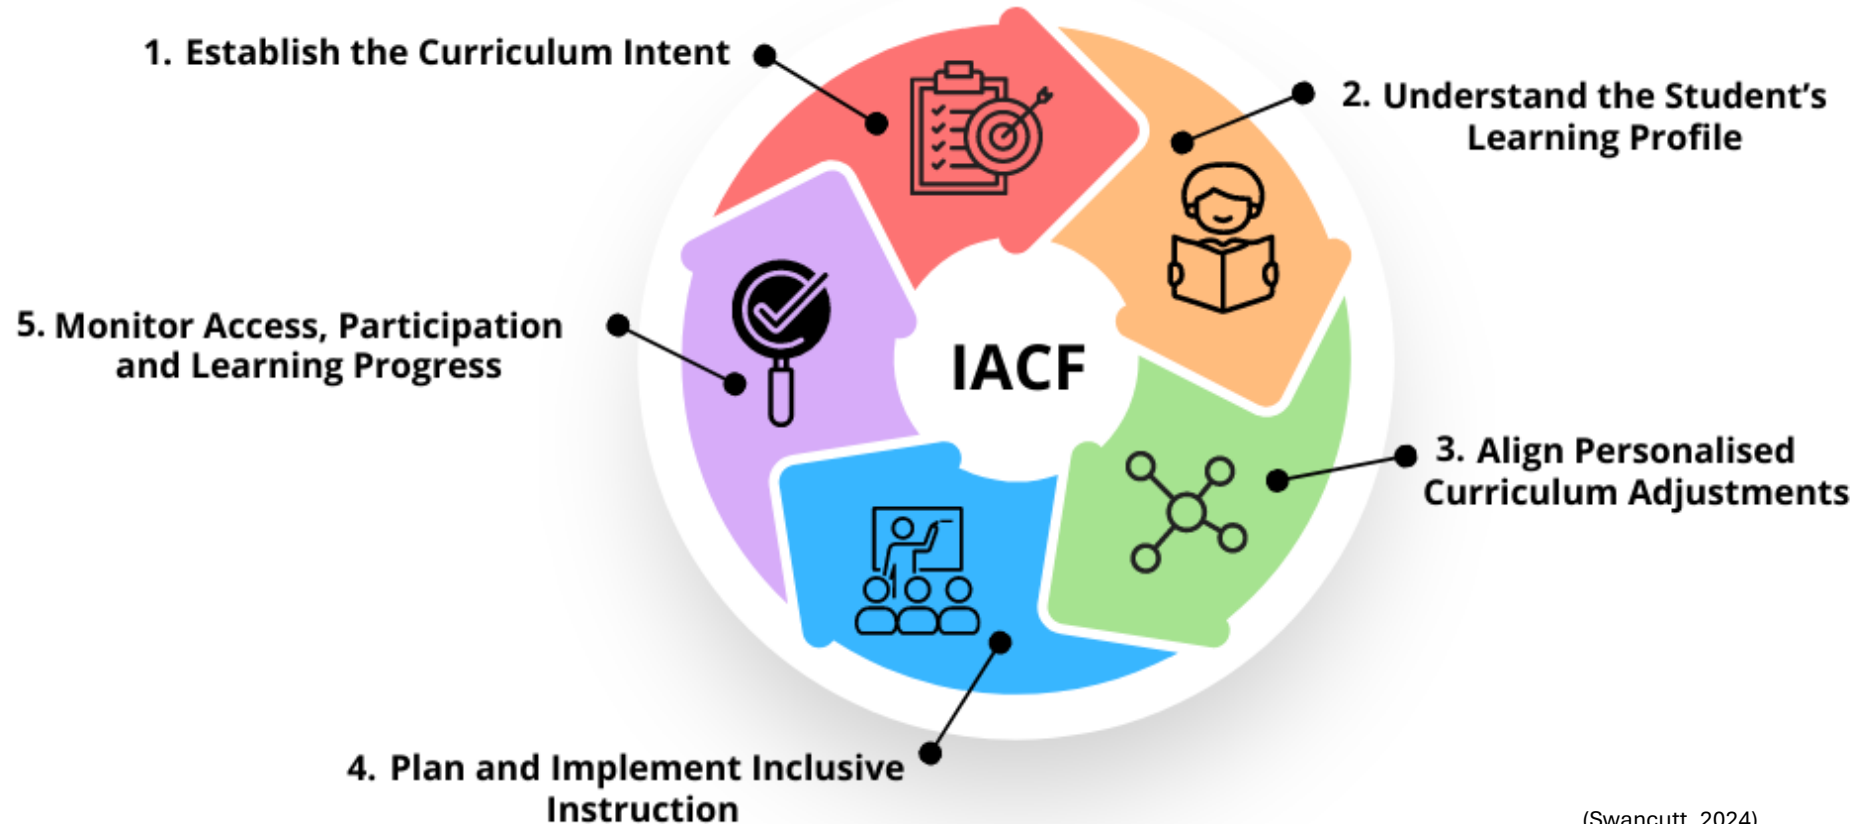 1. Establish the Curriculum Intent
2. Understand the Student’s
Learning Profile
3. Align Personalised
Curriculum Adjustments
4. Plan and Implement Inclusive
Instruction
5. Monitor Access, Participation
and Learning Progress
IACF
(Swancutt, 2024)